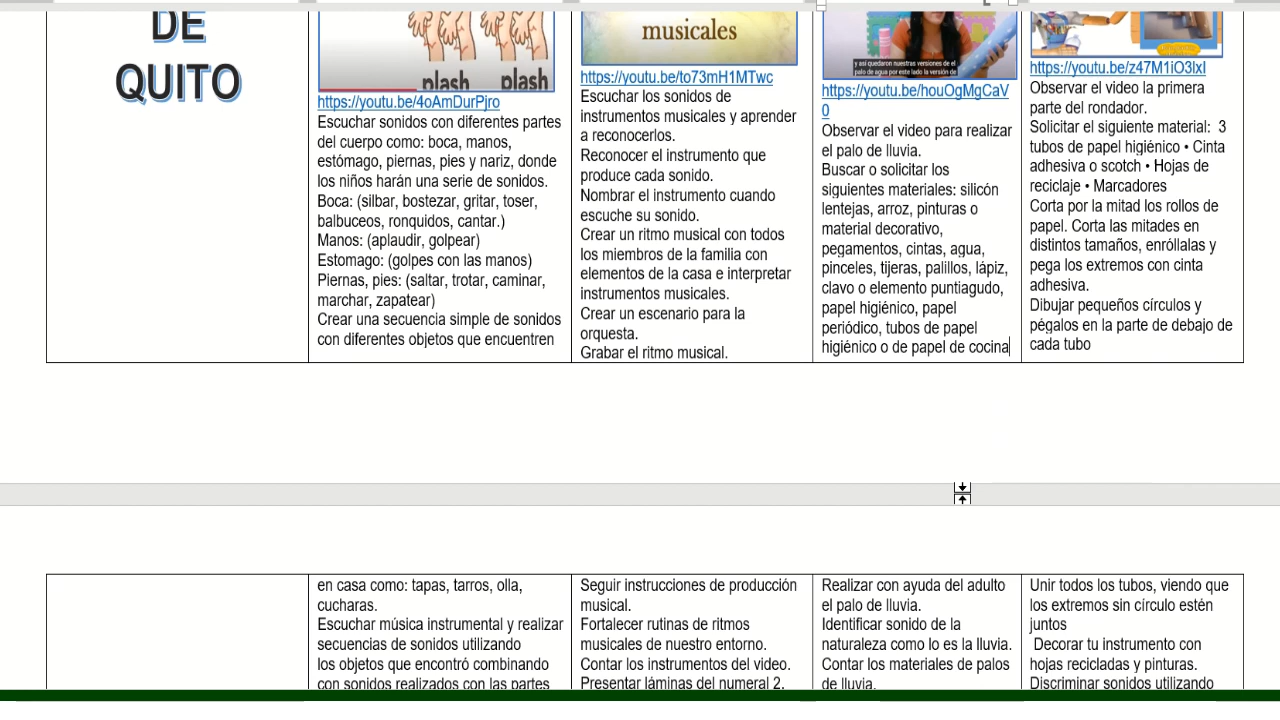 DE
QUITO
plash plash
https://youtu.be/4oAmDurPjro
Escuchar sonidos con diferentes partes
del cuerpo como: boca, manos,
estómago, piernas, pies y nariz, donde
los niños harán una serie de sonidos.
Boca: (silbar, bostezar, gritar, toser,
balbuceos, ronquidos, cantar.)
Manos: (aplaudir, golpear)
Estomago: (golpes con las manos)
Piernas, pies: (saltar, trotar, caminar,
marchar, zapatear)
Crear una secuencia simple de sonidos
con diferentes objetos que encuentren
musicales
https://youtu.be/to73mH1MTwc
Escuchar los sonidos de
instrumentos musicales y aprender
a reconocerlos.
Reconocer el instrumento que
produce cada sonido.
Nombrar el instrumento cuando
escuche su sonido.
Crear un ritmo musical con todos
los miembros de la familia con
elementos de la casa e interpretar
instrumentos musicales.
Crear un escenario para la
orquesta.
Grabar el ritmo musical.
y así quedaron nuestras versiones de el
palo de agua por este lado la versión de
https://youtu.be/houOgMgCaV
0
Observar el video para realizar
el palo de lluvia.
Buscar o solicitar los
siguientes materiales: silicón
lentejas, arroz, pinturas o
material decorativo,
pegamentos, cintas, agua,
pinceles, tijeras, palillos, lápiz,
clavo o elemento puntiagudo,
papel higiénico, papel
periódico, tubos de papel
higiénico o de papel de cocina
https://youtu.be/z47M1iO3lxI
Observar el video la primera
parte del rondador.
Solicitar el siguiente material: 3
tubos de papel higiénico • Cinta
adhesiva o scotch • Hojas de
reciclaje • Marcadores
Corta por la mitad los rollos de
papel. Corta las mitades en
distintos tamaños, enróllalas y
pega los extremos con cinta
adhesiva.
Dibujar pequeños círculos y
pégalos en la parte de debajo de
cada tubo
en casa como: tapas, tarros, olla,
cucharas.
Escuchar música instrumental y realizar
secuencias de sonidos utilizando
los objetos que encontró combinando
con sonidos realizados con las partes
Seguir instrucciones de producción
musical.
Fortalecer rutinas de ritmos
musicales de nuestro entorno.
Contar los instrumentos del video.
Presentar láminas del numeral 2.
Realizar con ayuda del adulto
el palo de lluvia.
Identificar sonido de la
naturaleza como lo es la lluvia.
Contar los materiales de palos
de lluvia.
Unir todos los tubos, viendo que
los extremos sin círculo estén
juntos
Decorar tu instrumento con
hojas recicladas y pinturas.
Discriminar sonidos utilizando